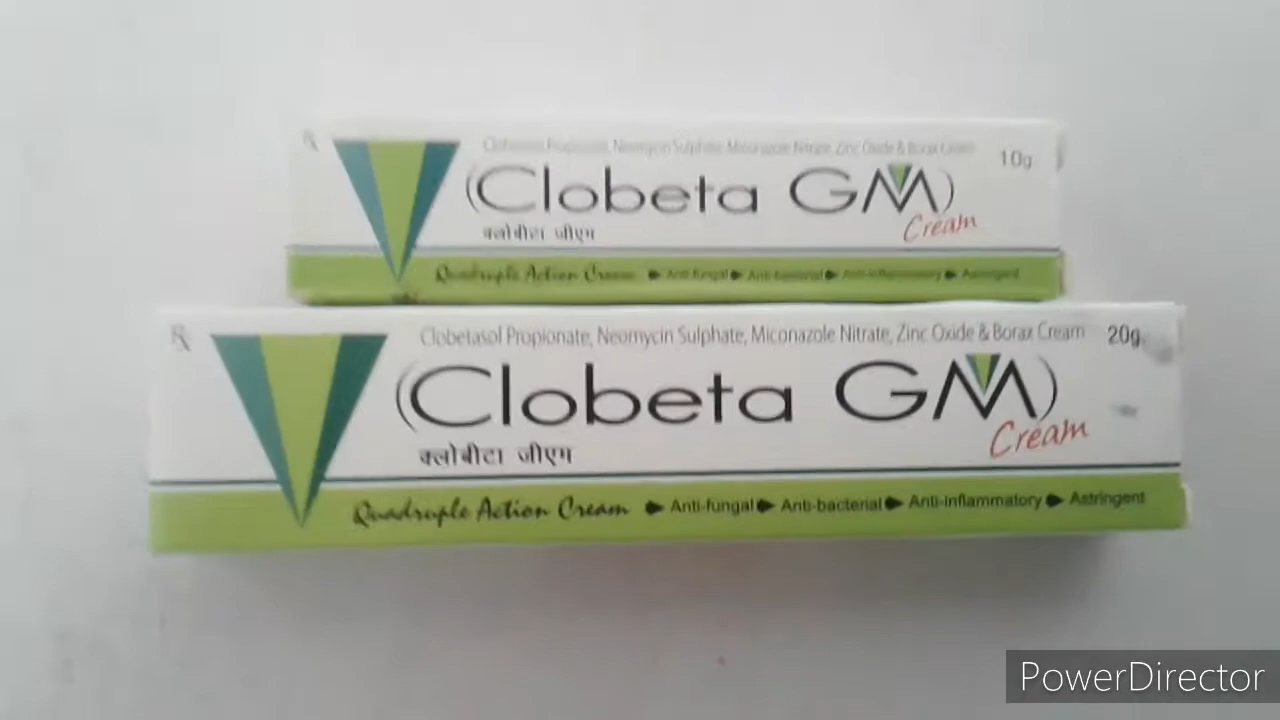 Rx
Clobetasol Propionate, Neomycin Sulphate, Miconazole Nitrate, Zinc Oxide & Borax Cream 10g
(Clobeta GM)
Cream
क्लोबीटा जीएम
Quadruple Action Cream Anti-fungal Anti-bacterial Anti-inflammatory Astringent
Rx
Clobetasol Propionate, Neomycin Sulphate, Miconazole Nitrate, Zinc Oxide & Borax Cream 20g
(Clobeta GM)
Cream
क्लोबीटा जीएम
Quadruple Action Cream Anti-fungal Anti-bacterial Anti-inflammatory Astringent
PowerDirector